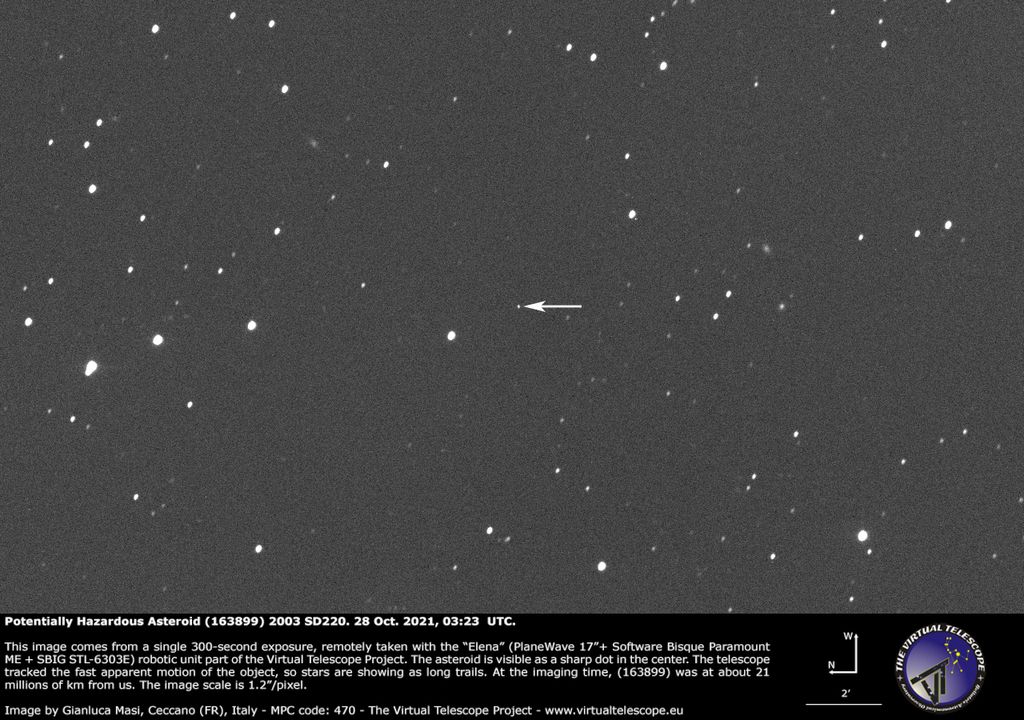 Potentially Hazardous Asteroid (163899) 2003 SD220. 28 Oct. 2021, 03:23 UTC.
This image comes from a single 300-second exposure, remotely taken with the “Elena” (PlaneWave 17”+ Software Bisque Paramount
ME + SBIG STL-6303E) robotic unit part of the Virtual Telescope Project. The asteroid is visible as a sharp dot in the center. The telescope
tracked the fast apparent motion of the object, so stars are showing as long trails. At the imaging time, (163899) was at about 21
millions of km from us. The image scale is 1.2”/pixel.
Image by Gianluca Masi, Ceccano (FR), Italy - MPC code: 470 - The Virtual Telescope Project - www.virtualtelescope.eu
W
N
2'
THE VIRTUAL TELESCOPE
VT